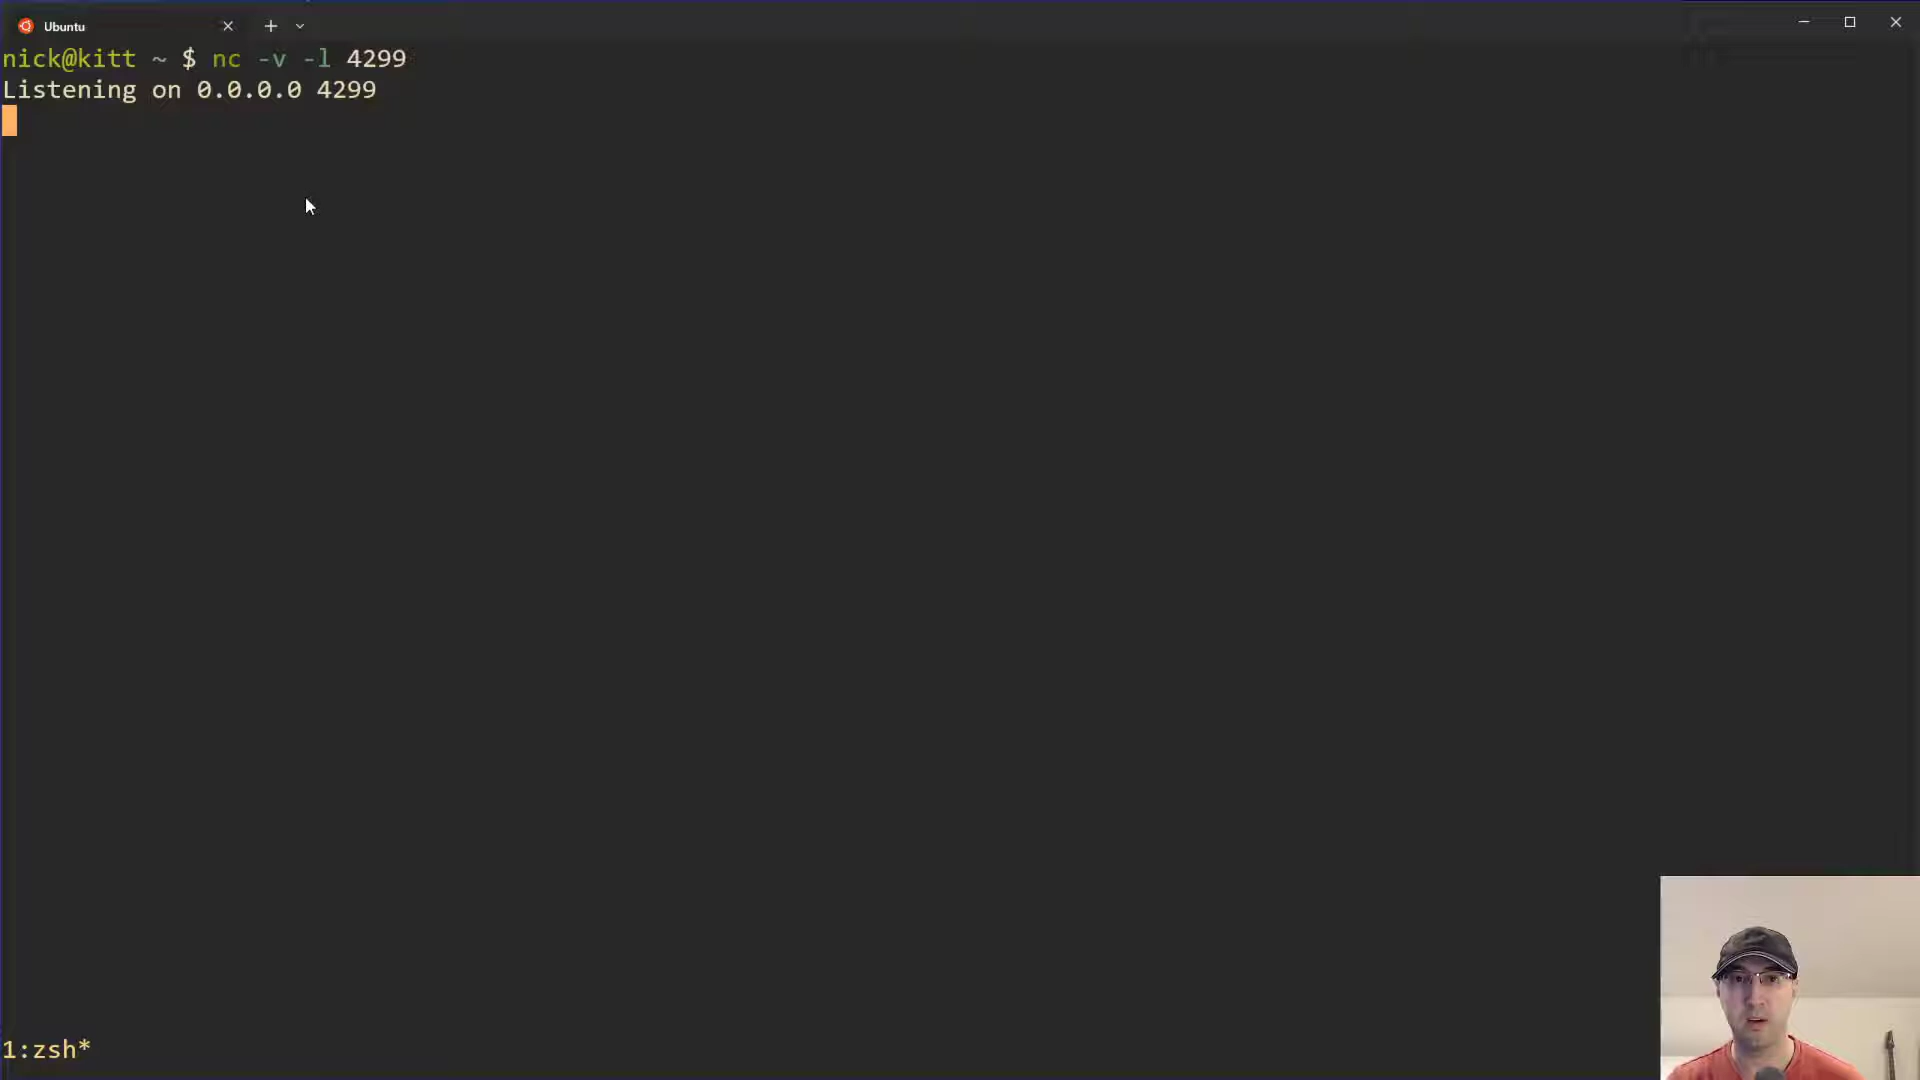 Ubuntu
nick@kitt ~ $ nc -v -l 4299
Listening on 0.0.0.0 4299
1:zsh*